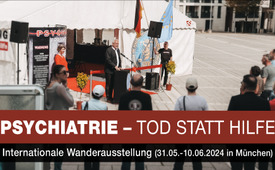 PSYCHIATRIE – TOD STATT HILFE
Internationale Wanderausstellung (31.05.-10.06.2024 in München)